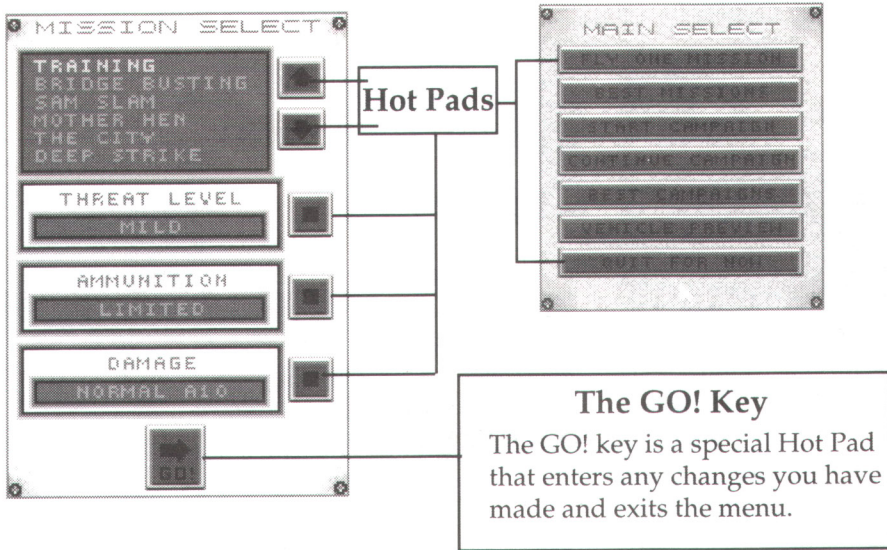 MISSION SELECT
TRAINING
BRIDGE BUSTING
SAM SLAM
MOTHER HEN
THE CITY
DEEP STRIKE
THREAT LEVEL
MILD
AMMUNITION
LIMITED
DAMAGE
NORMAL A10
GO!
Hot Pads
MAIN SELECT
FLY ONE MISSION
BEST MISSIONS
START CAMPAIGN
CONTINUE CAMPAIGN
BEST CAMPAIGNS
VEHICLE PREVIEW
QUIT FOR NOW
The GO! Key
The GO! key is a special Hot Pad
that enters any changes you have
made and exits the menu.